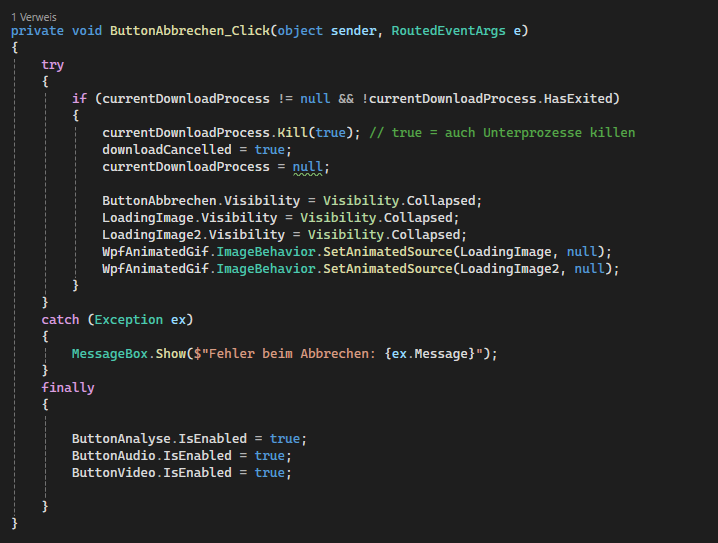 1 Verweis
private void ButtonAbbrechen_Click(object sender, RoutedEventArgs e)
{
    try
    {
        if (currentDownloadProcess != null && !currentDownloadProcess.HasExited)
        {
            currentDownloadProcess.Kill(true); // true = auch Unterprozesse killen
            downloadCancelled = true;
            currentDownloadProcess = null;

            ButtonAbbrechen.Visibility = Visibility.Collapsed;
            LoadingImage.Visibility = Visibility.Collapsed;
            LoadingImage2.Visibility = Visibility.Collapsed;
            WpfAnimatedGif.ImageBehavior.SetAnimatedSource(LoadingImage, null);
            WpfAnimatedGif.ImageBehavior.SetAnimatedSource(LoadingImage2, null);
        }
    }
    catch (Exception ex)
    {
        MessageBox.Show($"Fehler beim Abbrechen: {ex.Message}");
    }
    finally
    {

        ButtonAnalyse.IsEnabled = true;
        ButtonAudio.IsEnabled = true;
        ButtonVideo.IsEnabled = true;

    }
}